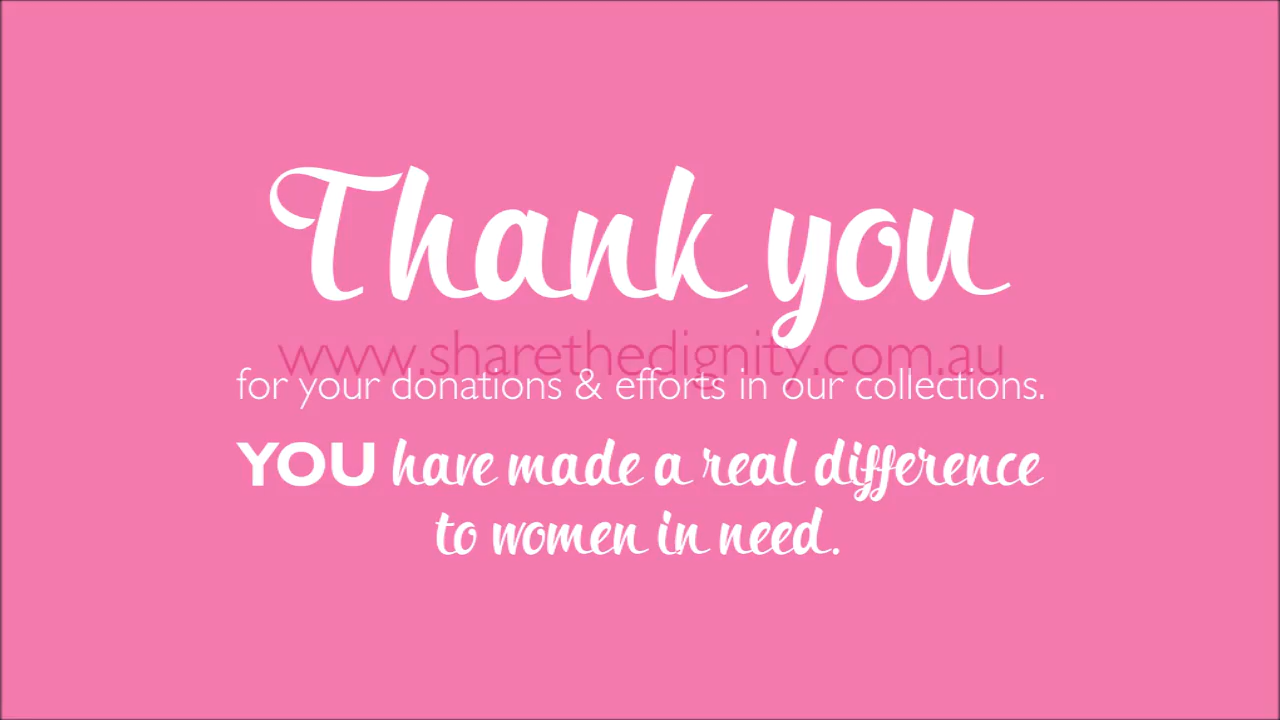 Thank you
www.sharethedignity.com.au
for your donations & efforts in our collections.
YOU have made a real difference
to women in need.